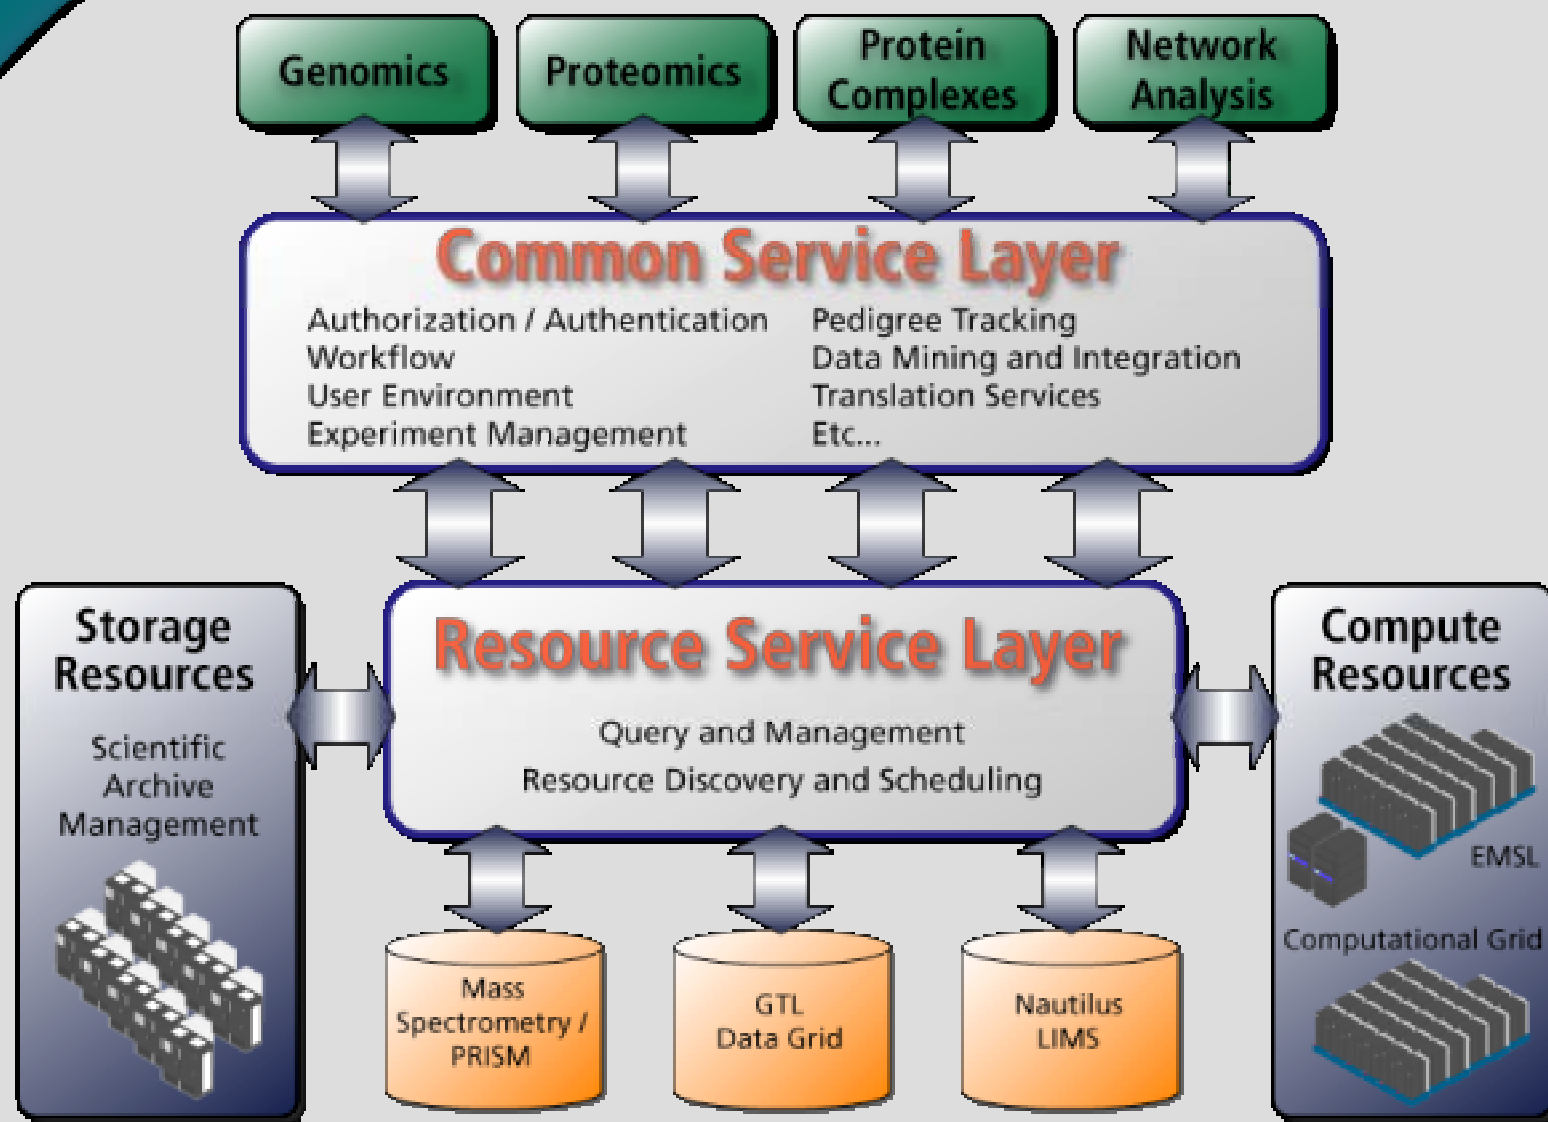 Genomics
Proteomics
Protein
Complexes
Network
Analysis
Common Service Layer
Authorization / Authentication
Workflow
User Environment
Experiment Management
Pedigree Tracking
Data Mining and Integration
Translation Services
Etc...
Storage
Resources
Scientific
Archive
Management
Resource Service Layer
Query and Management
Resource Discovery and Scheduling
Compute
Resources
EMSL
Computational Grid
Mass
Spectrometry /
PRISM
GTL
Data Grid
Nautilus
LIMS